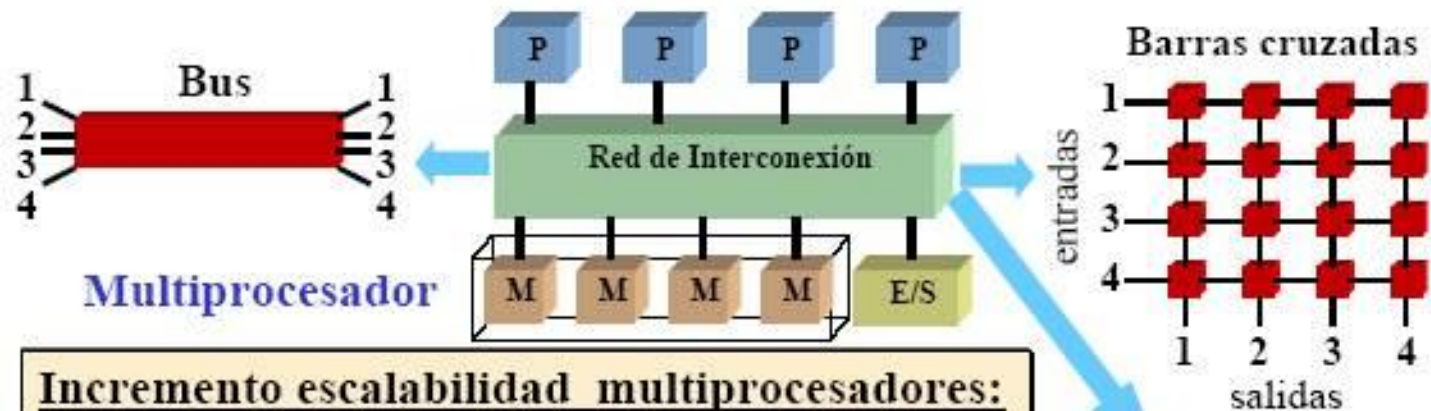 Bus
1
2
3
4
1
2
3
4
P P P P
Red de Interconexión
M M M M E/S
Multiprocesador
Barras cruzadas
entradas
1
2
3
4
1 2 3 4
salidas
Incremento escalabilidad multiprocesadores: